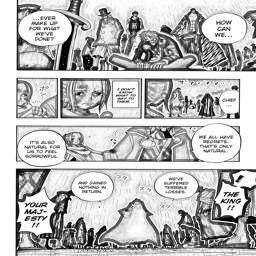 HOW
CAN
WE...
...EVER
MAKE UP
FOR WHAT
WE'VE
DONE?
CHIEF...
I DON'T
KNOW
WHAT TO
SAY TO
THEM...
WE ALL HAVE
REGRETS.
THAT'S ONLY
NATURAL.
IT'S ALSO
NATURAL FOR
US TO FEEL
SORROWFUL.
THE
KING
!!
WE'VE
SUFFERED
TERRIBLE
LOSSES.
AND GAINED
NOTHING IN
RETURN.
YOUR
MAJ-
ESTY
!!